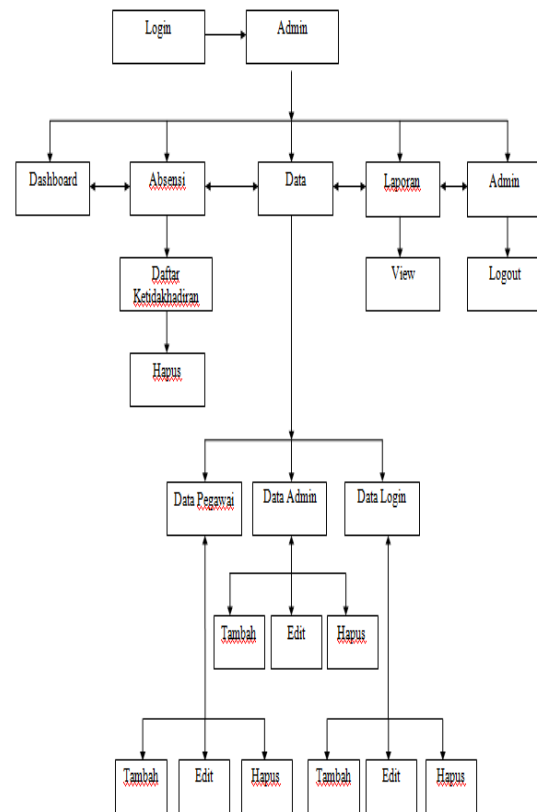 Login
Admin
Dashboard
Absensi
Data
Laporan
Admin
Daftar
Ketidakhadiran
View
Logout
Hapus
Data Pegawai
Data Admin
Data Login
Tambah
Edit
Hapus
Tambah
Edit
Hapus
Tambah
Edit
Hapus